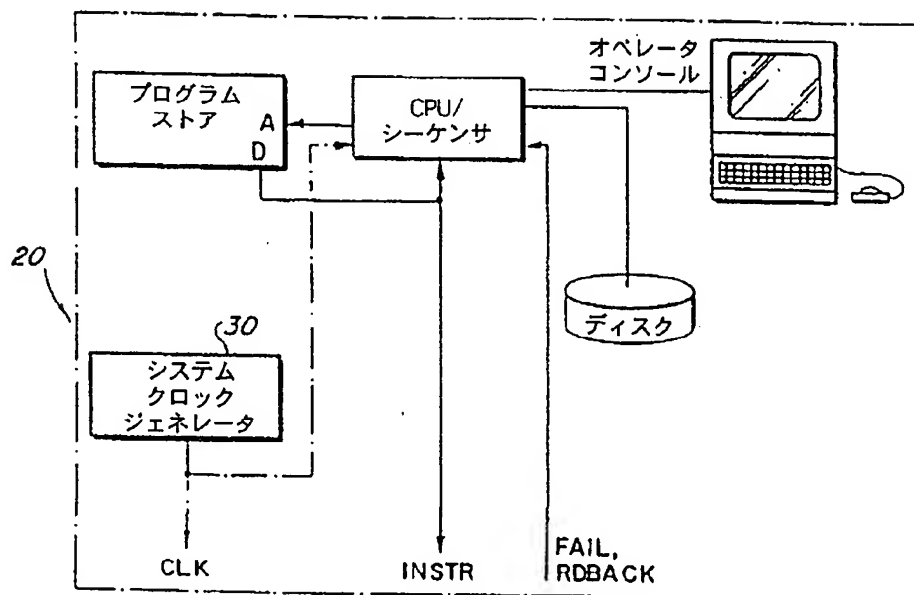 オペレータ
コンソール
プログラム
ストア
A
D
CPU/
シーケンサ
20
ディスク
30
システム
クロック
ジェネレータ
CLK
INSTR
FAIL,
RDBACK